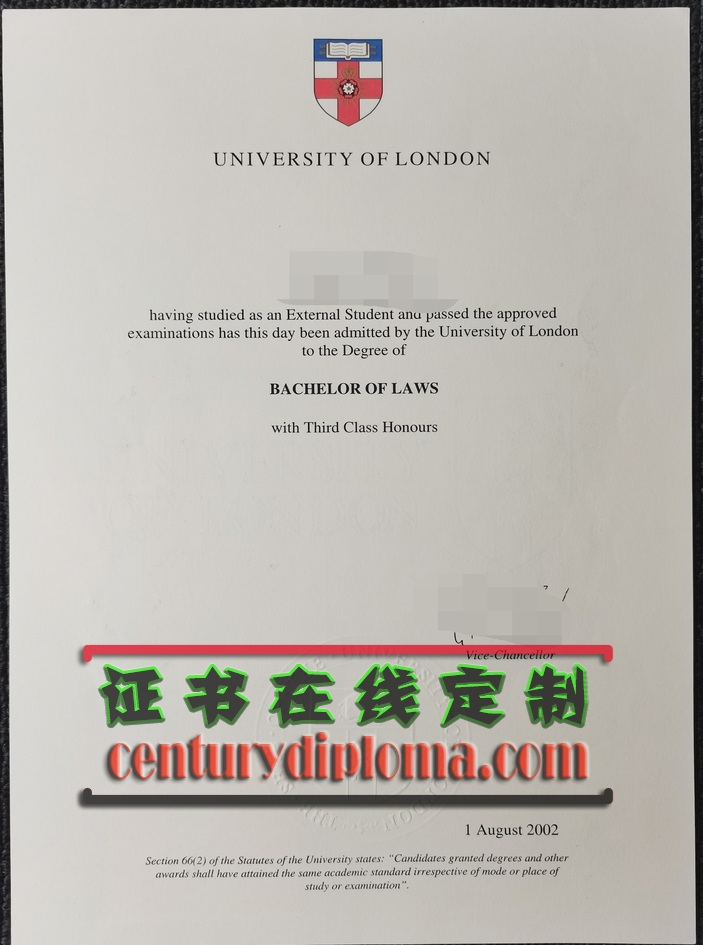 UNIVERSITY OF LONDON
having studied as an External Student and passed the approved
examinations has this day been admitted by the University of London
to the Degree of
BACHELOR OF LAWS
with Third Class Honours
Vice-Chancellor
证书在线定制
centurydiploma.com
1 August 2002
Section 66(2) of the Statutes of the University states: "Candidates granted degrees and other
awards shall have attained the same academic standard irrespective of mode or place of
study or examination".